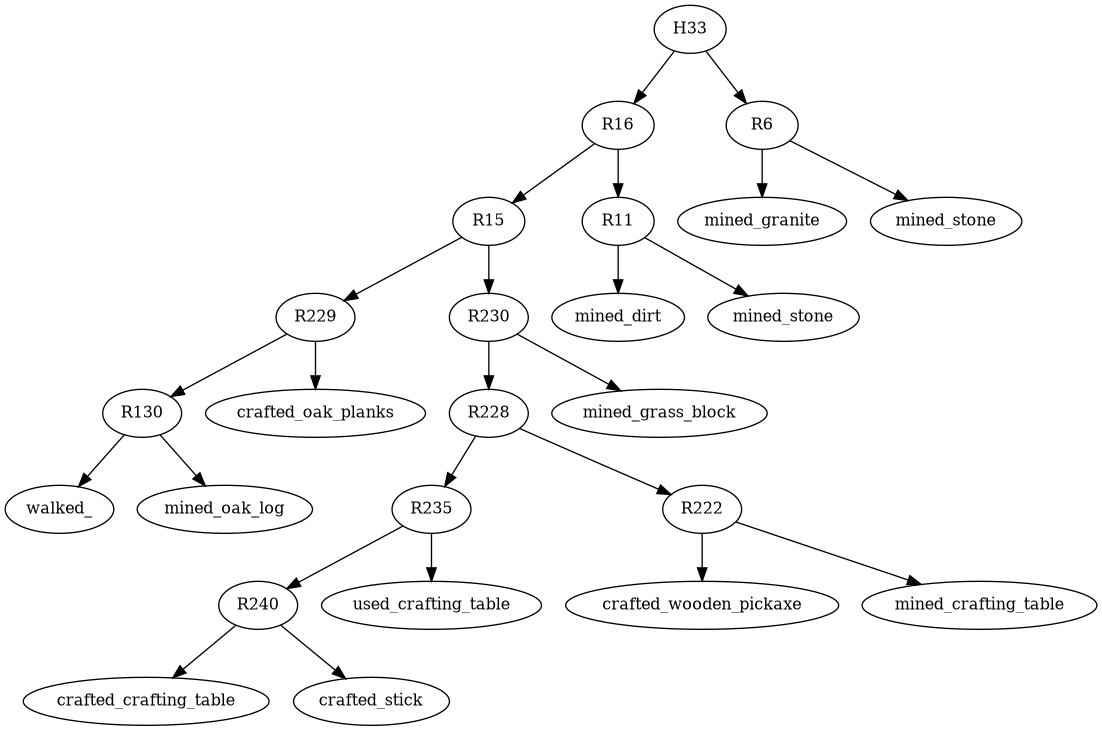 H33
R16
R6
R15
R11
mined_granite
mined_stone
R229
R230
mined_dirt
mined_stone
R130
crafted_oak_planks
R228
mined_grass_block
walked_
mined_oak_log
R235
R222
R240
used_crafting_table
crafted_wooden_pickaxe
mined_crafting_table
crafted_crafting_table
crafted_stick